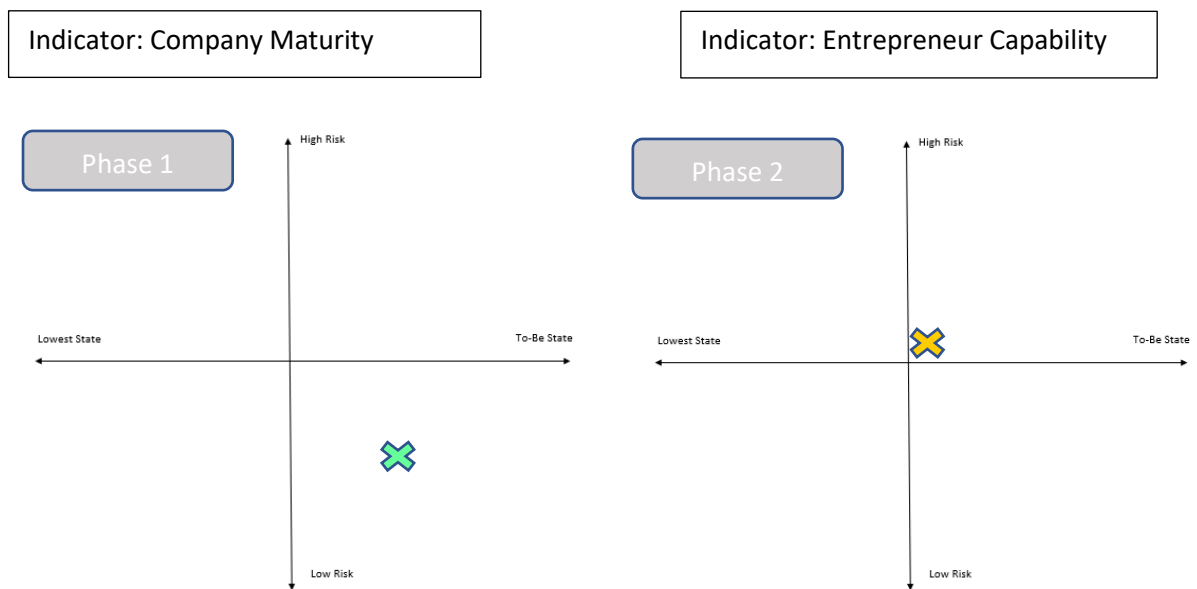 Indicator: Company Maturity
Indicator: Entrepreneur Capability
Phase 1
High Risk
Lowest State
To-Be State
Low Risk
Phase 2
High Risk
Lowest State
To-Be State
Low Risk